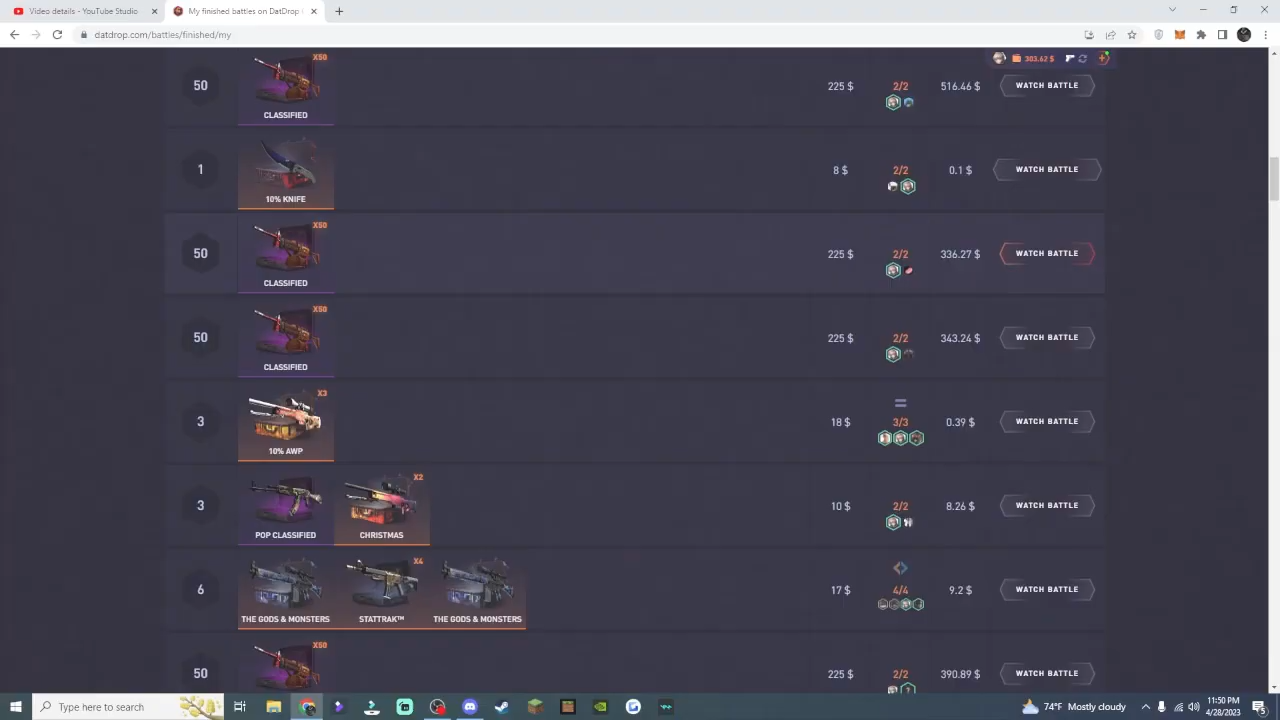 Video details - YouTube Studio
My finished battles on DatDrop
datdrop.com/battles/finished/my
303.62 $
50
X50
CLASSIFIED
225 $
2/2
516.46 $
WATCH BATTLE
1
10% KNIFE
8 $
2/2
0.1 $
WATCH BATTLE
50
X50
CLASSIFIED
225 $
2/2
336.27 $
WATCH BATTLE
50
X50
CLASSIFIED
225 $
2/2
343.24 $
WATCH BATTLE
3
X3
10% AWP
18 $
3/3
0.39 $
WATCH BATTLE
3
POP CLASSIFIED
X2
CHRISTMAS
10 $
2/2
8.26 $
WATCH BATTLE
6
THE GODS & MONSTERS
X4
STATTRAK™
THE GODS & MONSTERS
17 $
4/4
9.2 $
WATCH BATTLE
50
X50
225 $
2/2
390.89 $
WATCH BATTLE
Type here to search
74°F Mostly cloudy
11:50 PM
4/28/2023
5